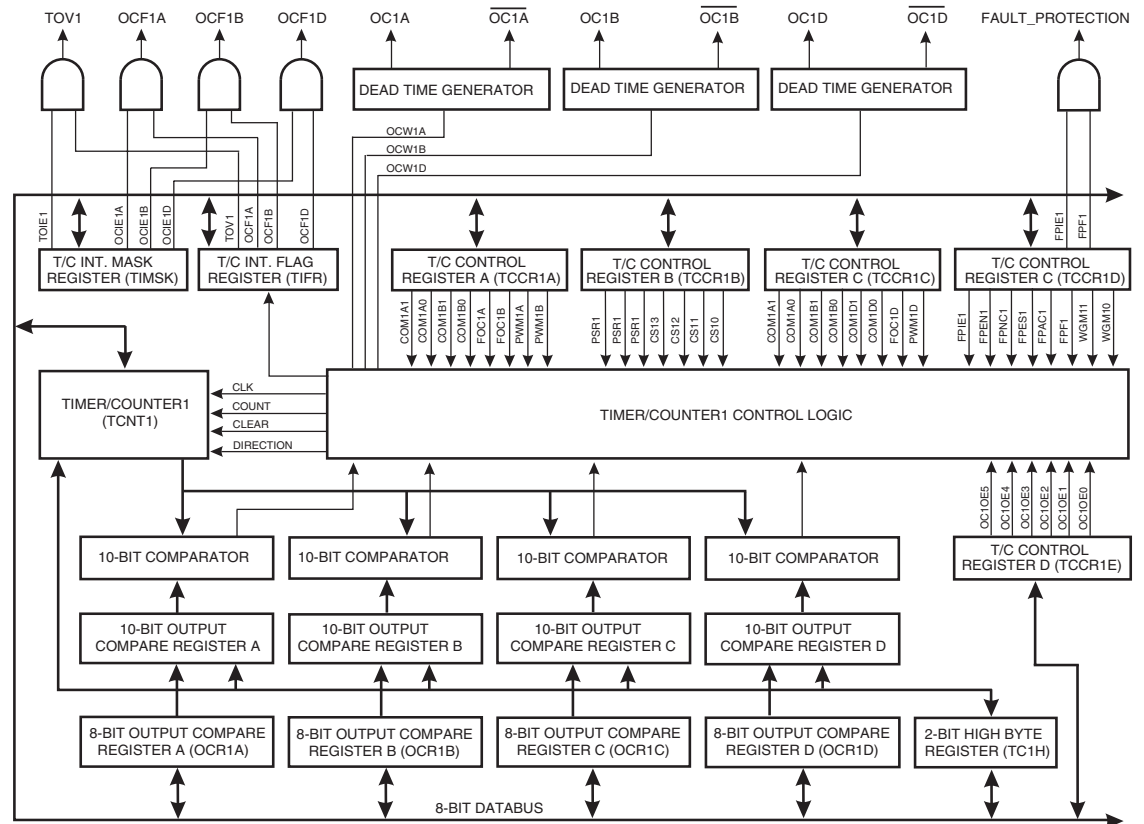 TOV1 OCF1A OCF1B OCF1D OC1A OC1A OC1B OC1B OC1D OC1D FAULT_PROTECTION
DEAD TIME GENERATOR DEAD TIME GENERATOR DEAD TIME GENERATOR
OCW1A
OCW1B
OCW1D
TOIE1 OCIE1A OCIE1B OCIE1D TOV1 OCF1A OCF1B OCF1D FPIE1 FPF1
T/C INT. MASK
REGISTER (TIMSK)
T/C INT. FLAG
REGISTER (TIFR)
T/C CONTROL
REGISTER A (TCCR1A)
T/C CONTROL
REGISTER B (TCCR1B)
T/C CONTROL
REGISTER C (TCCR1C)
T/C CONTROL
REGISTER C (TCCR1D)
COM1A1 COM1A0 COM1B1 COM1B0 FOC1A FOC1B PWM1A PWM1B
PSR1 PSR1 PSR1 CS13 CS12 CS11 CS10
COM1A1 COM1A0 COM1B1 COM1B0 COM1D1 COM1D0 FOC1D PWM1D
FPIE1 FPEN1 FPNC1 FPES1 FPAC1 FPF1 WGM11 WGM10
TIMER/COUNTER1
(TCNT1)
CLK
COUNT
CLEAR
DIRECTION
TIMER/COUNTER1 CONTROL LOGIC
OC1OE5 OC1OE4 OC1OE3 OC1OE2 OC1OE1 OC1OE0
T/C CONTROL
REGISTER D (TCCR1E)
10-BIT COMPARATOR 10-BIT COMPARATOR 10-BIT COMPARATOR 10-BIT COMPARATOR
10-BIT OUTPUT
COMPARE REGISTER A
10-BIT OUTPUT
COMPARE REGISTER B
10-BIT OUTPUT
COMPARE REGISTER C
10-BIT OUTPUT
COMPARE REGISTER D
8-BIT OUTPUT COMPARE
REGISTER A (OCR1A)
8-BIT OUTPUT COMPARE
REGISTER B (OCR1B)
8-BIT OUTPUT COMPARE
REGISTER C (OCR1C)
8-BIT OUTPUT COMPARE
REGISTER D (OCR1D)
2-BIT HIGH BYTE
REGISTER (TC1H)
8-BIT DATABUS